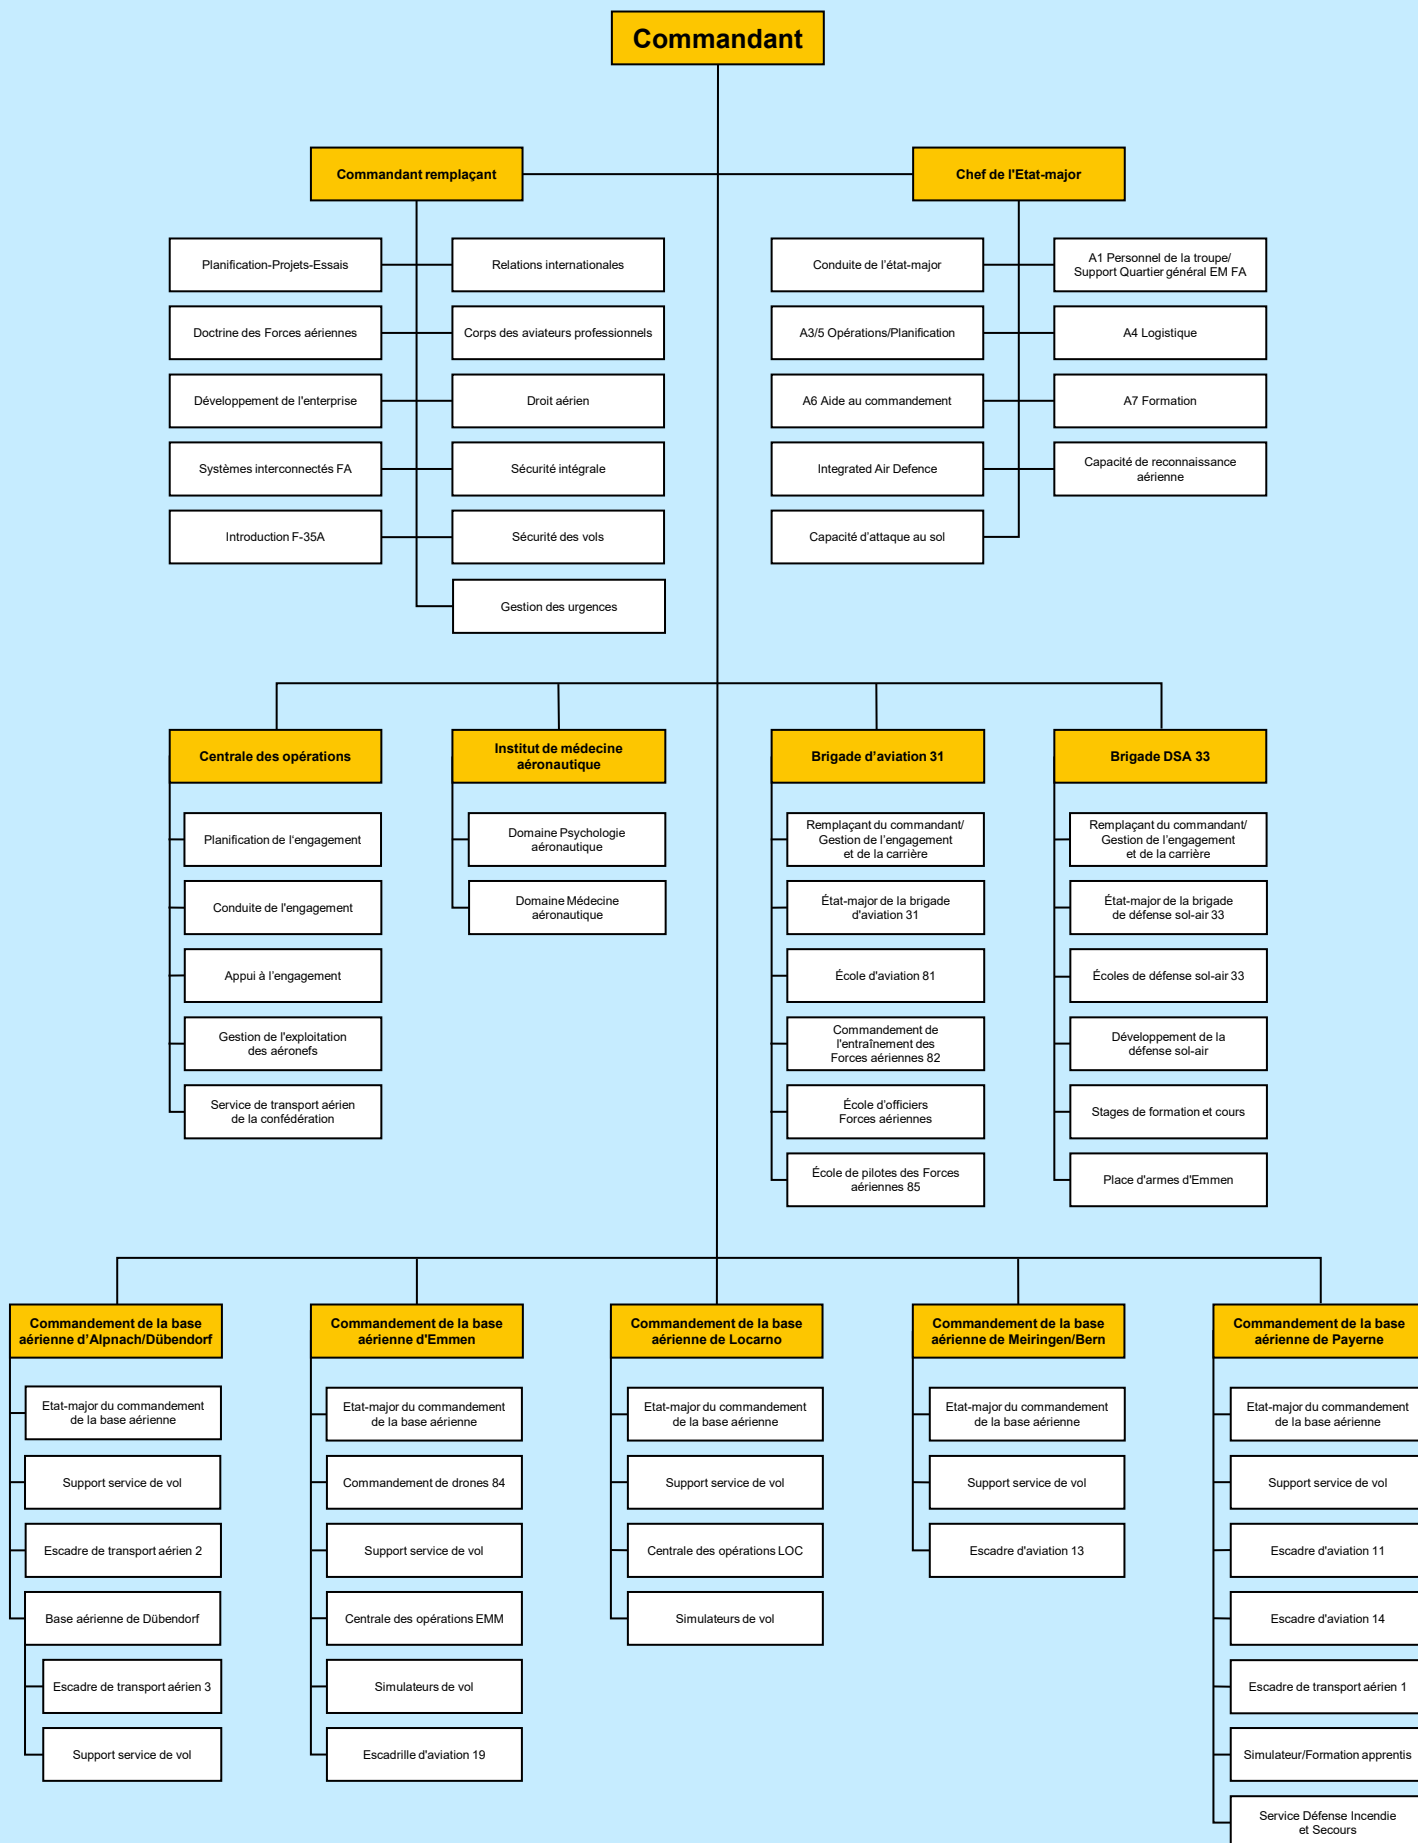 Commandant
Commandant remplaçant
Chef de l'Etat-major
Planification-Projets-Essais
Relations internationales
Doctrine des Forces aériennes
Corps des aviateurs professionnels
Développement de l'enterprise
Droit aérien
Systèmes interconnectés FA
Sécurité intégrale
Introduction F-35A
Sécurité des vols
Gestion des urgences
Conduite de l'état-major
A1 Personnel de la troupe/
Support Quartier général EM FA
A3/5 Opérations/Planification
A4 Logistique
A6 Aide au commandement
A7 Formation
Integrated Air Defence
Capacité de reconnaissance
aérienne
Capacité d'attaque au sol
Centrale des opérations
Planification de l'engagement
Conduite de l'engagement
Appui à l'engagement
Gestion de l'exploitation
des aéronefs
Service de transport aérien
de la confédération
Institut de médecine
aéronautique
Domaine Psychologie
aéronautique
Domaine Médecine
aéronautique
Brigade d'aviation 31
Remplaçant du commandant/
Gestion de l'engagement
et de la carrière
État-major de la brigade
d'aviation 31
École d'aviation 81
Commandement de
l'entraînement des
Forces aériennes 82
École d'officiers
Forces aériennes
École de pilotes des Forces
aériennes 85
Brigade DSA 33
Remplaçant du commandant/
Gestion de l'engagement
et de la carrière
État-major de la brigade
de défense sol-air 33
Écoles de défense sol-air 33
Développement de la
défense sol-air
Stages de formation et cours
Place d'armes d'Emmen
Commandement de la base
aérienne d'Alpnach/Dübendorf
Etat-major du commandement
de la base aérienne
Support service de vol
Escadre de transport aérien 2
Base aérienne de Dübendorf
Escadre de transport aérien 3
Support service de vol
Commandement de la base
aérienne d'Emmen
Etat-major du commandement
de la base aérienne
Commandement de drones 84
Support service de vol
Centrale des opérations EMM
Simulateurs de vol
Escadrille d'aviation 19
Commandement de la base
aérienne de Locarno
Etat-major du commandement
de la base aérienne
Support service de vol
Centrale des opérations LOC
Simulateurs de vol
Commandement de la base
aérienne de Meiringen/Bern
Etat-major du commandement
de la base aérienne
Support service de vol
Escadre d'aviation 13
Commandement de la base
aérienne de Payerne
Etat-major du commandement
de la base aérienne
Support service de vol
Escadre d'aviation 11
Escadre d'aviation 14
Escadre de transport aérien 1
Simulateur/Formation apprentis
Service Défense Incendie
et Secours